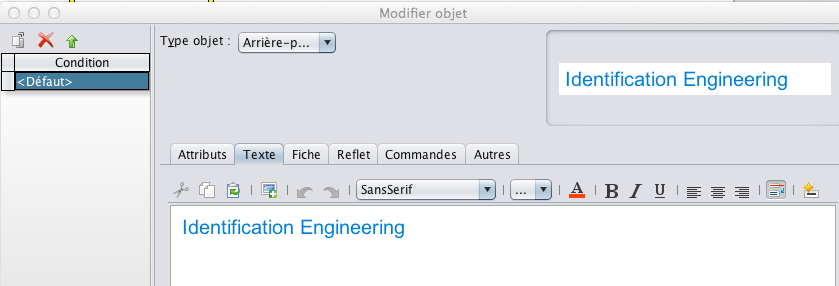 Modifier objet
Type objet : Arrière-p...
Condition
<Défaut>
Identification Engineering
Attributs Texte Fiche Reflet Commandes Autres
SansSerif ... A B I U
Identification Engineering